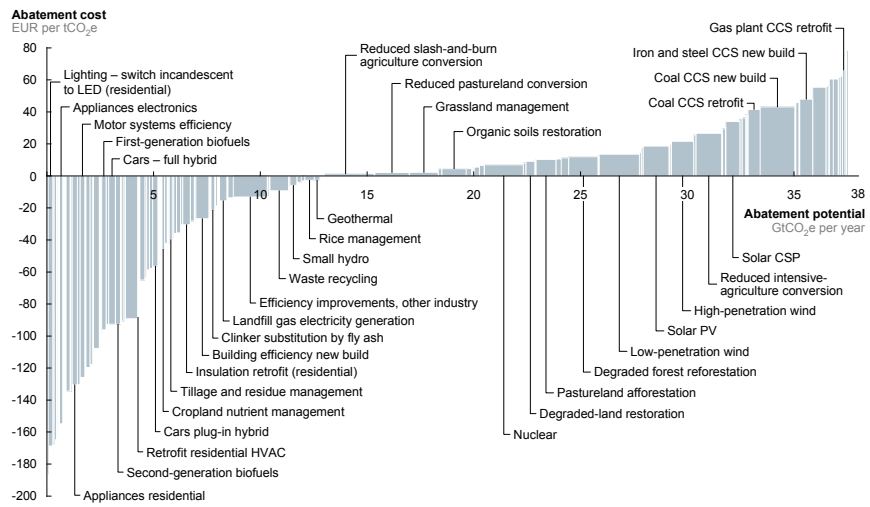 Abatement cost
EUR per tCO2e
Gas plant CCS retrofit
Iron and steel CCS new build
Coal CCS new build
Coal CCS retrofit
Reduced slash-and-burn
agriculture conversion
Reduced pastureland conversion
Grassland management
Organic soils restoration
Lighting – switch incandescent
to LED (residential)
Appliances electronics
Motor systems efficiency
First-generation biofuels
Cars – full hybrid
80
60
40
20
0
-20
-40
-60
-80
-100
-120
-140
-160
-180
-200
5
10
15
20
25
30
35
38
Abatement potential
GtCO2e per year
Geothermal
Rice management
Small hydro
Waste recycling
Efficiency improvements, other industry
Landfill gas electricity generation
Clinker substitution by fly ash
Building efficiency new build
Insulation retrofit (residential)
Tillage and residue management
Cropland nutrient management
Cars plug-in hybrid
Retrofit residential HVAC
Second-generation biofuels
Appliances residential
Solar CSP
Reduced intensive-
agriculture conversion
High-penetration wind
Solar PV
Low-penetration wind
Degraded forest reforestation
Pastureland afforestation
Degraded-land restoration
Nuclear